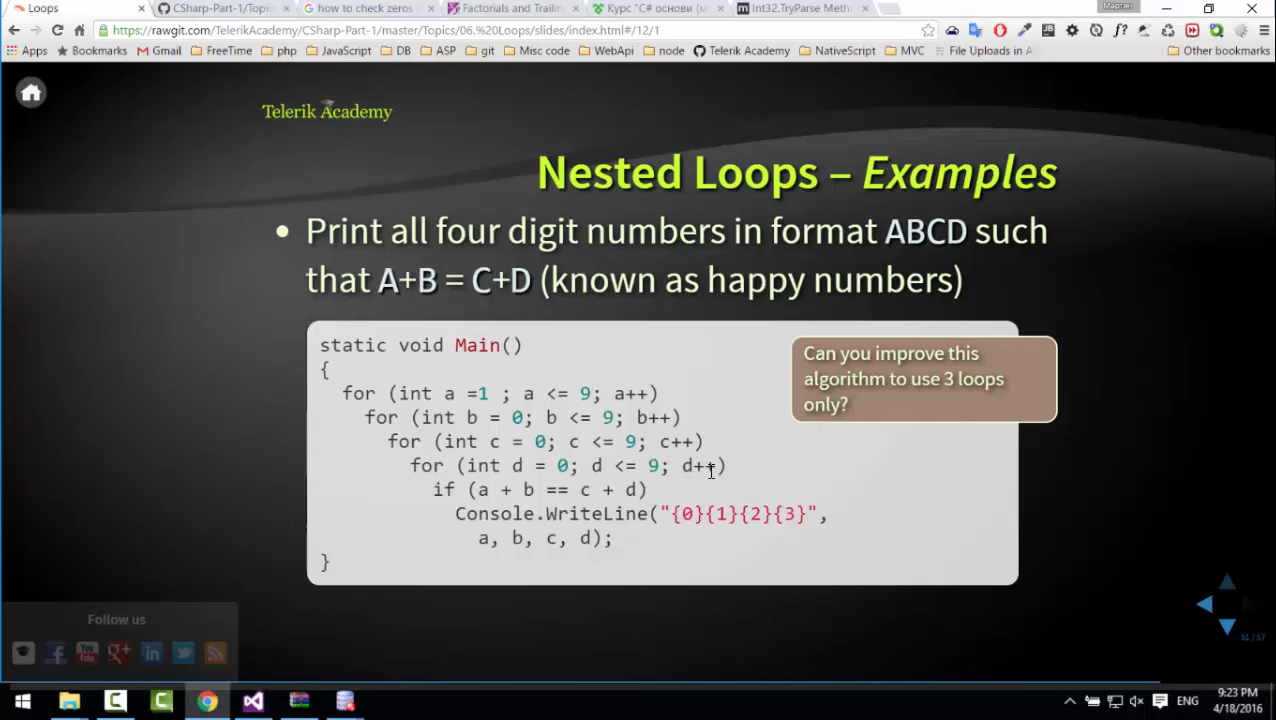 Loops
CSharp-Part-1/Topic
how to check zeros
Factorials and Trailin
Курс "C# основи (м
Int32.TryParse Meth
Мартин
https://rawgit.com/TelerikAcademy/CSharp-Part-1/master/Topics/06.%20Loops/slides/index.html#/12/1
Apps
Bookmarks
Gmail
FreeTime
php
JavaScript
DB
ASP
git
Misc code
WebApi
node
Telerik Academy
NativeScript
MVC
File Uploads in AS
Other bookmarks
Telerik Academy
Nested Loops – Examples
• Print all four digit numbers in format ABCD such
that A+B = C+D (known as happy numbers)
static void Main()
{
for (int a =1 ; a <= 9; a++)
for (int b = 0; b <= 9; b++)
for (int c = 0; c <= 9; c++)
for (int d = 0; d <= 9; d++)
if (a + b == c + d)
Console.WriteLine("{0}{1}{2}{3}",
a, b, c, d);
}
Can you improve this
algorithm to use 3 loops
only?
Follow us
51 / 57
ENG
9:23 PM
4/18/2016